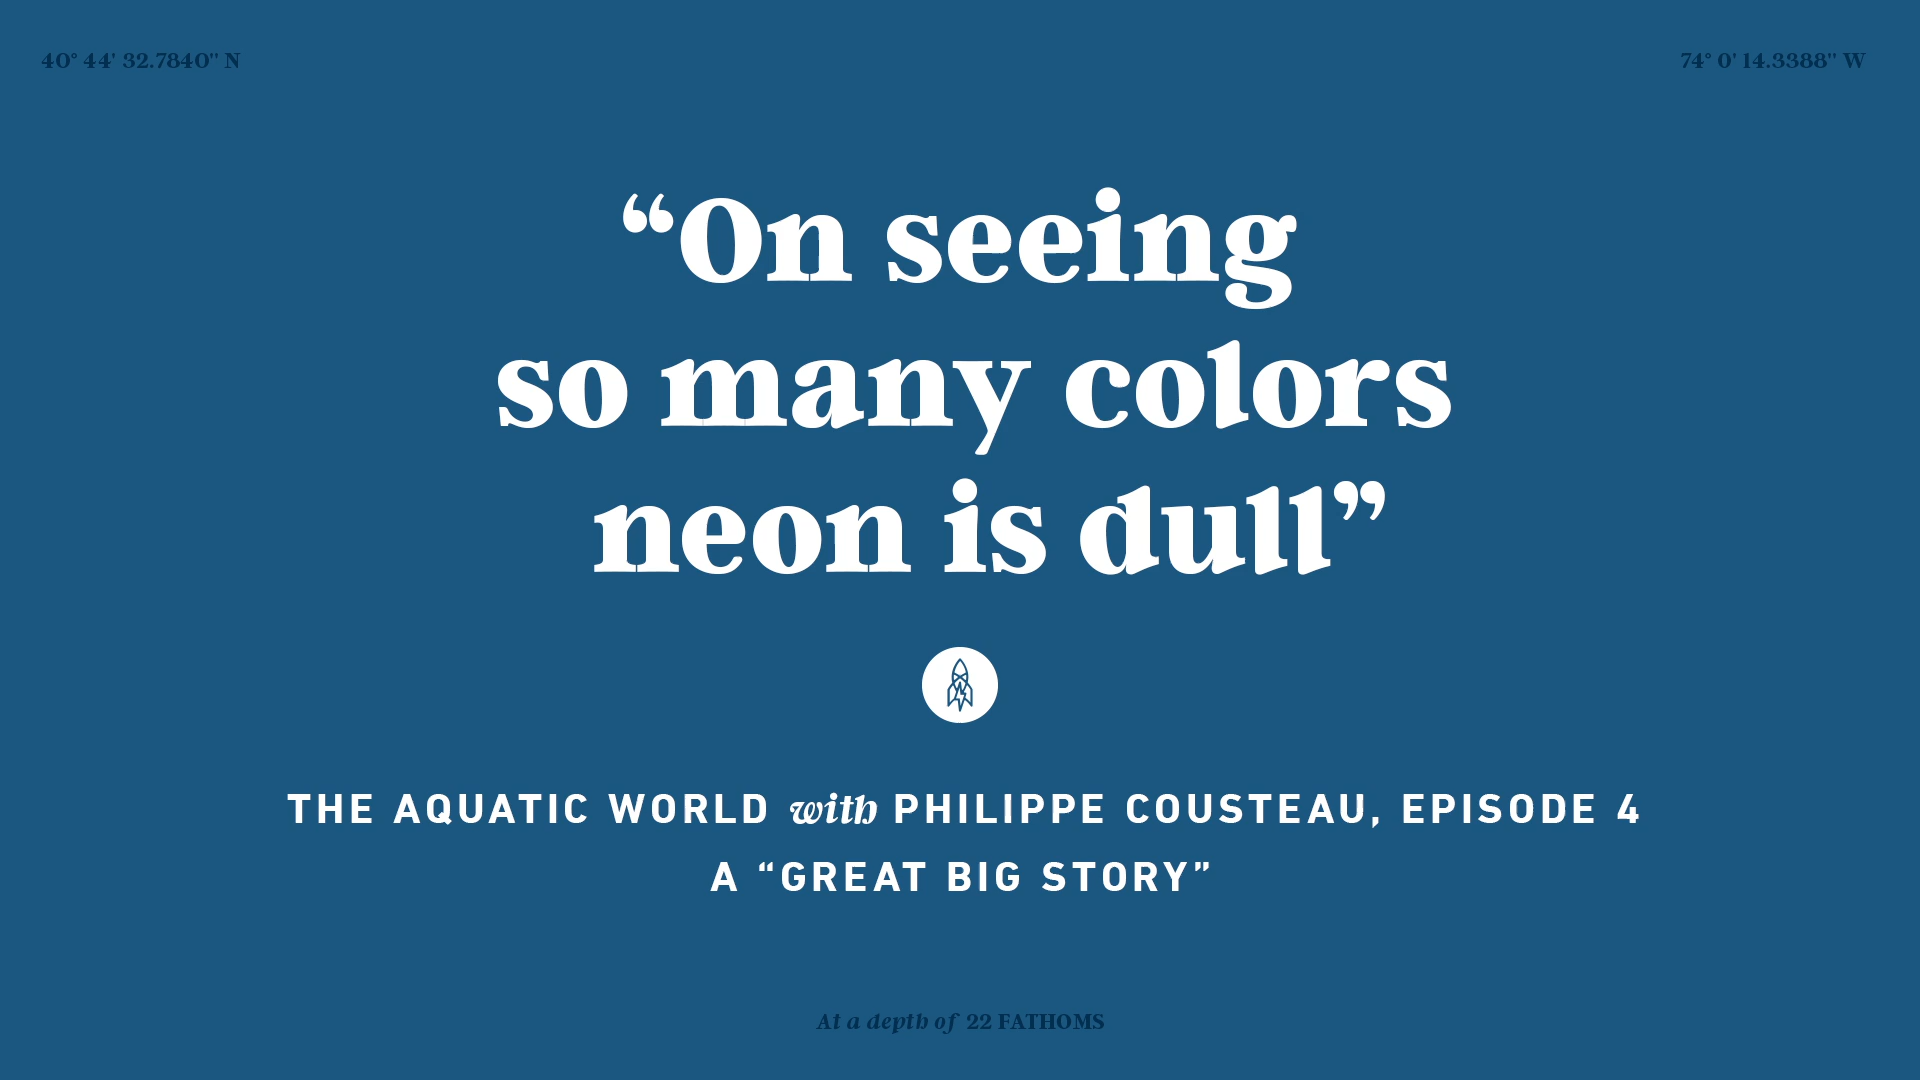 40° 44' 32.7840" N
74° 0' 14.3388" W
“On seeing
so many colors
neon is dull”
THE AQUATIC WORLD with PHILIPPE COUSTEAU, EPISODE 4
A “GREAT BIG STORY”
At a depth of 22 FATHOMS